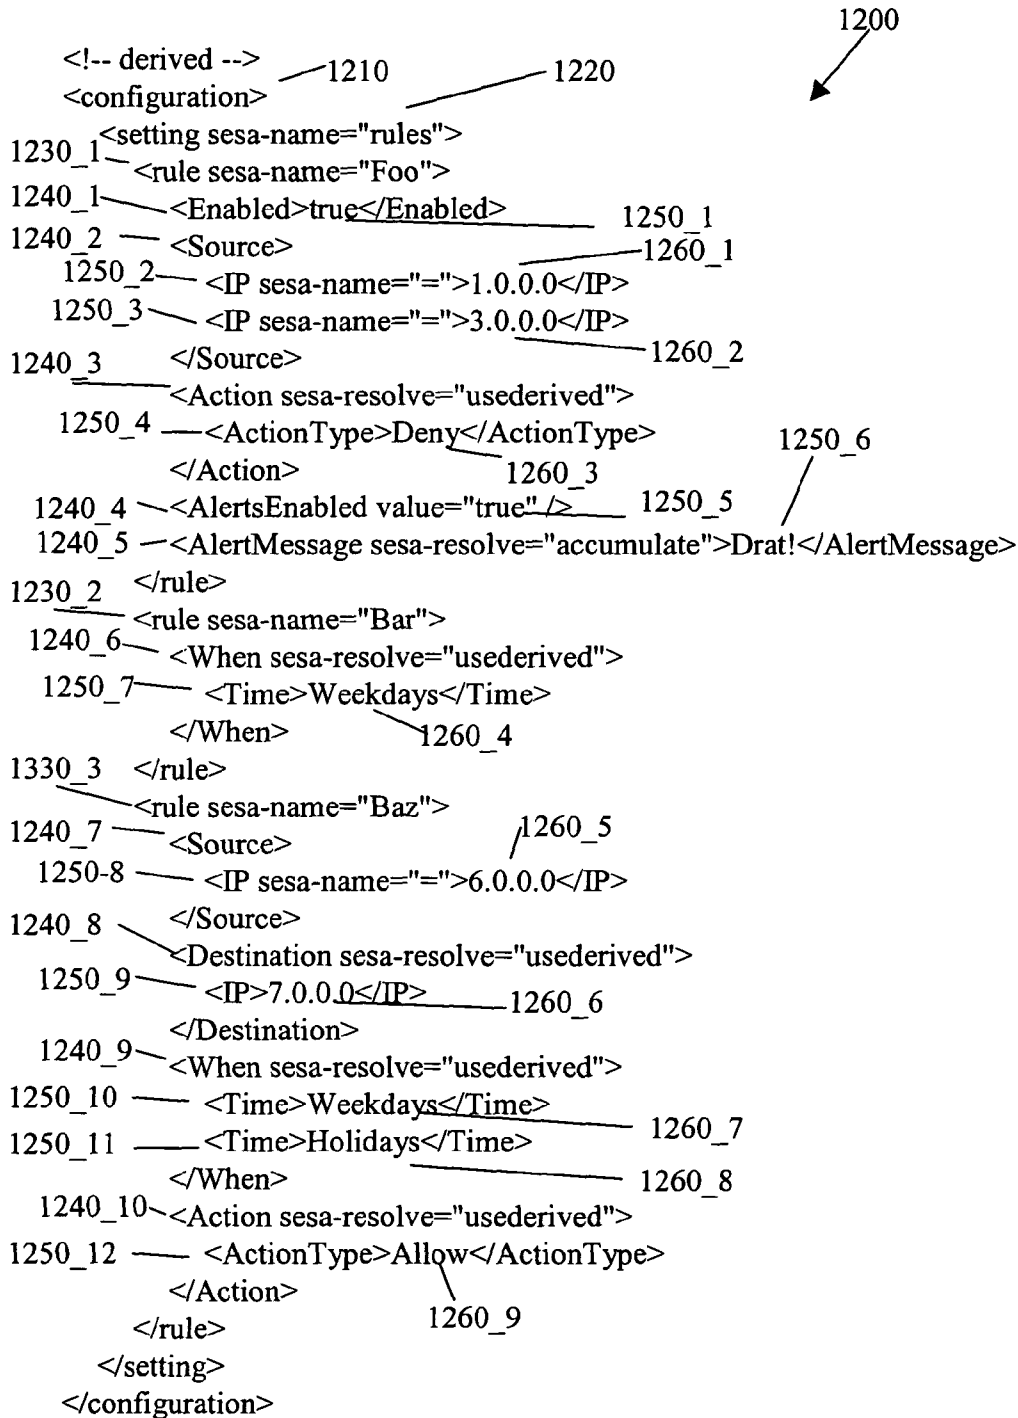 1200
<!-- derived -->
1210 1220
<configuration>
<setting sesa-name="rules">
1230_1 <rule sesa-name="Foo">
1240_1 <Enabled>true</Enabled> 1250_1
1240_2 <Source> 1260_1
1250_2 <IP sesa-name="=">1.0.0.0</IP>
1250_3 <IP sesa-name="=">3.0.0.0</IP>
1240_3 </Source> 1260_2
<Action sesa-resolve="usederived">
1250_4 <ActionType>Deny</ActionType> 1250_6
</Action> 1260_3
1240_4 <AlertsEnabled value="true" /> 1250_5
1240_5 <AlertMessage sesa-resolve="accumulate">Drat!</AlertMessage>
</rule>
1230_2 <rule sesa-name="Bar">
1240_6 <When sesa-resolve="usederived">
1250_7 <Time>Weekdays</Time>
</When> 1260_4
1330_3 </rule>
<rule sesa-name="Baz">
1240_7 <Source> 1260_5
1250-8 <IP sesa-name="=">6.0.0.0</IP>
</Source>
1240_8 <Destination sesa-resolve="usederived">
1250_9 <IP>7.0.0.0</IP> 1260_6
</Destination>
1240_9 <When sesa-resolve="usederived">
1250_10 <Time>Weekdays</Time> 1260_7
1250_11 <Time>Holidays</Time>
</When> 1260_8
1240_10 <Action sesa-resolve="usederived">
1250_12 <ActionType>Allow</ActionType>
</Action>
1260_9
</rule>
</setting>
</configuration>